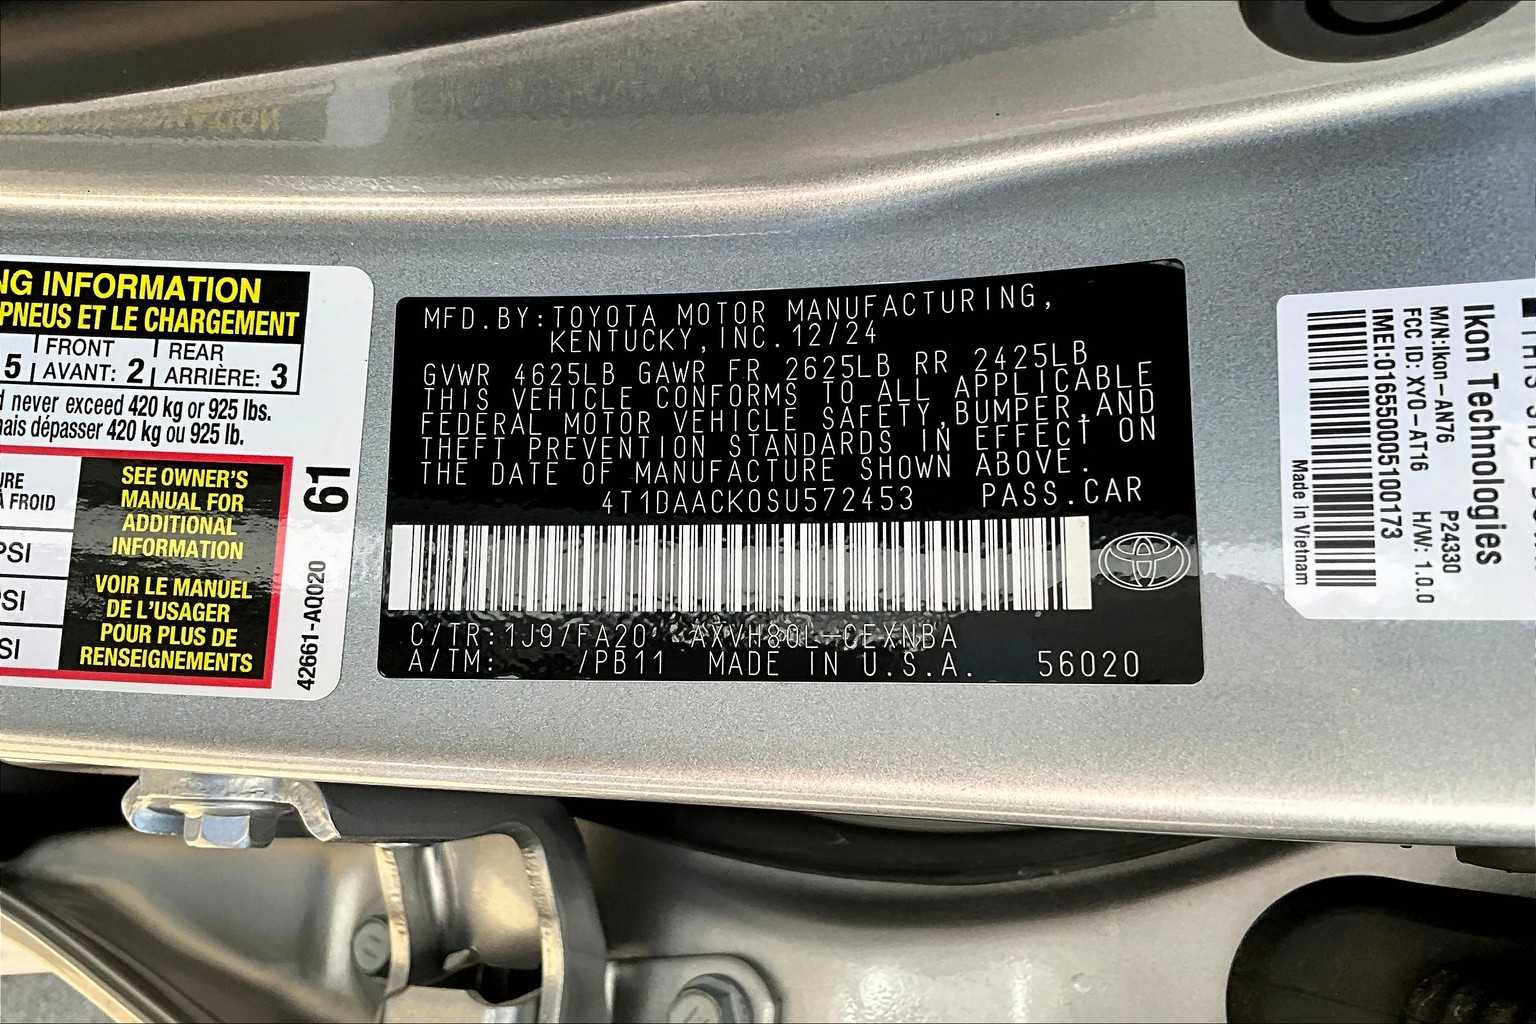 NG INFORMATION
PNEUS ET LE CHARGEMENT
5 FRONT AVANT: 2 REAR ARRIÈRE: 3
never exceed 420 kg or 925 lbs.
mais dépasser 420 kg ou 925 lb.
URE
À FROID
PSI
PSI
SI
SEE OWNER'S
MANUAL FOR
ADDITIONAL
INFORMATION
VOIR LE MANUEL
DE L'USAGER
POUR PLUS DE
RENSEIGNEMENTS
61
42661-AQ020
MFD.BY:TOYOTA MOTOR MANUFACTURING,
KENTUCKY,INC.12/24
GVWR 4625LB GAWR FR 2625LB RR 2425LB
THIS VEHICLE CONFORMS TO ALL APPLICABLE
FEDERAL MOTOR VEHICLE SAFETY,BUMPER,AND
THEFT PREVENTION STANDARDS IN EFFECT ON
THE DATE OF MANUFACTURE SHOWN ABOVE.
4T1DAACK0SU572453 PASS.CAR
C/TR:1J9/FA20 AXVH80L-CEXNBA
A/TM: /PB11 MADE IN U.S.A. 56020
Ikon Technologies
M/N:Ikon-AN76 P24330
FCC ID: XYO-AT16 H/W: 1.0.0
IMEI:016550005100173
Made in Vietnam